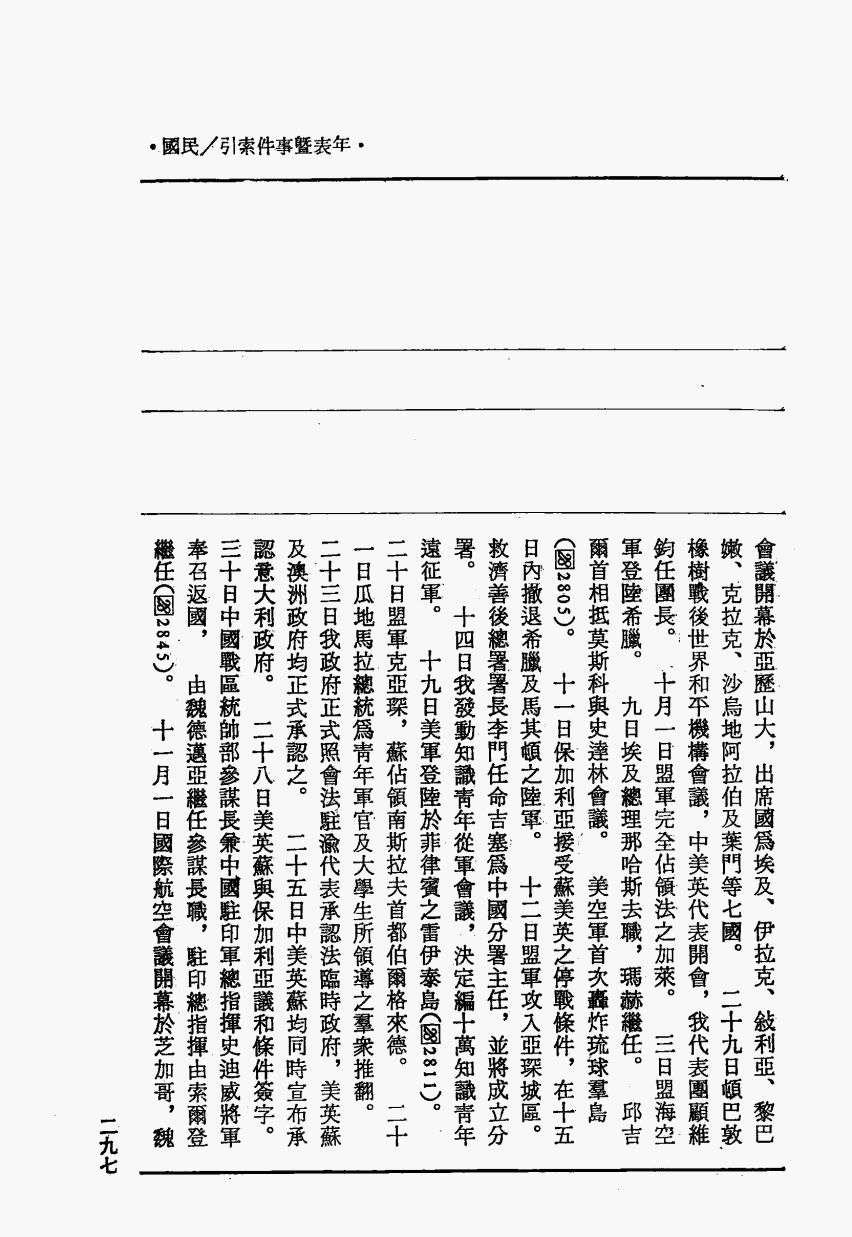 •國民／引索件事暨表年•
會議開幕於亞歷山大，出席國爲埃及、伊拉克、敍利亞、黎巴
嫩、克拉克、沙烏地阿拉伯及葉門等七國。　二十九日頓巴敦
橡樹戰後世界和平機構會議，中美英代表開會，我代表團顧維
鈞任團長。　十月一日盟軍完全佔領法之加萊。　三日盟海空
軍登陸希臘。　九日埃及總理那哈斯去職，瑪赫繼任。　邱吉
爾首相抵莫斯科與史達林會議。　美空軍首次轟炸琉球羣島
(圖2805)。　十一日保加利亞接受蘇美英之停戰條件，在十五
日內撤退希臘及馬其頓之陸軍。　十二日盟軍攻入亞琛城區。
救濟善後總署署長李門任命吉塞爲中國分署主任，並將成立分
署。　十四日我發動知識青年從軍會議，決定編十萬知識青年
遠征軍。　十九日美軍登陸於菲律賓之雷伊泰島(圖2811)。
二十日盟軍克亞琛，蘇佔領南斯拉夫首都伯爾格來德。　二十
一日瓜地馬拉總統爲青年軍官及大學生所領導之羣衆推翻。
二十三日我政府正式照會法駐渝代表承認法臨時政府，美英蘇
及澳洲政府均正式承認之。　二十五日中美英蘇均同時宣布承
認意大利政府。　二十八日美英蘇與保加利亞議和條件簽字。
三十日中國戰區統帥部參謀長兼中國駐印軍總指揮史迪威將軍
奉召返國，　由魏德邁亞繼任參謀長職，駐印總指揮由索爾登
繼任(圖2845)。　十一月一日國際航空會議開幕於芝加哥，魏
二九七